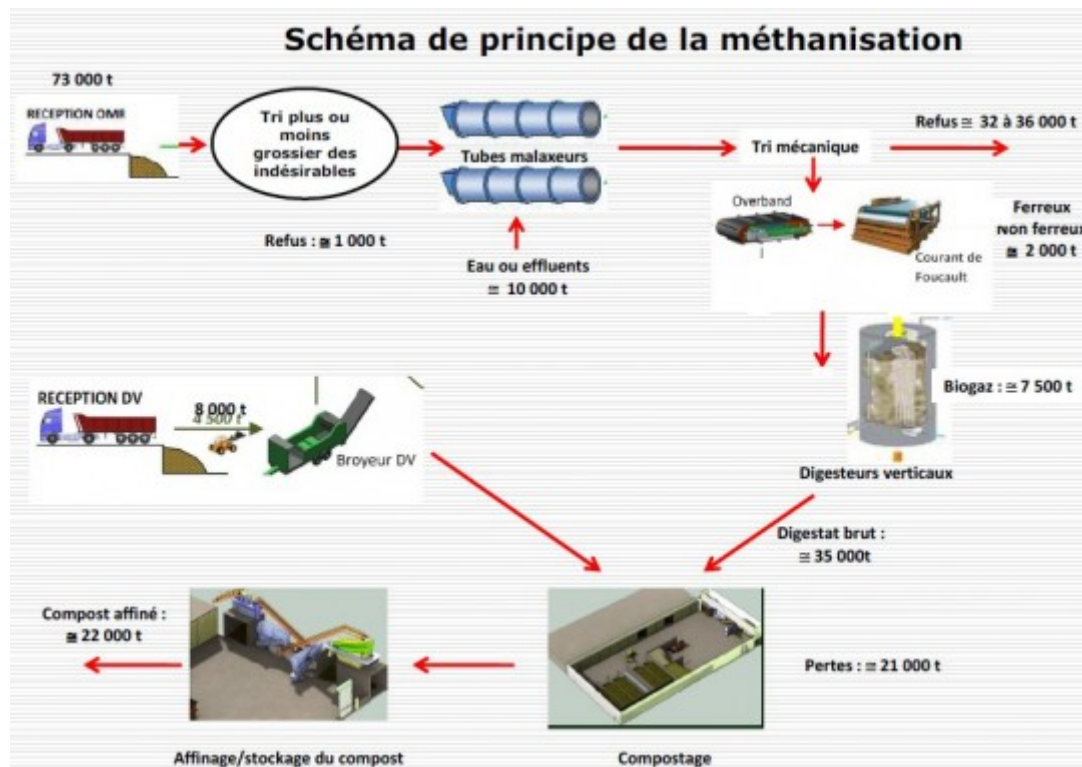 Schéma de principe de la méthanisation
73 000 t
RECEPTION OMR
Tri plus ou
moins
grossier des
indésirables
Tubes malaxeurs
Tri mécanique
Refus ≅ 32 à 36 000 t
Refus : ≅ 1 000 t
Eau ou effluents
≅ 10 000 t
Overband
Courant de
Foucault
Ferreux
Non ferreux
≅ 2 000 t
Biogaz : ≅ 7 500 t
Digesteurs verticaux
RECEPTION DV
8 000 t
4 500 t
Broyeur DV
Digestat brut :
≅ 35 000t
Compost affiné :
≅ 22 000 t
Pertes : ≅ 21 000 t
Affinage/stockage du compost
Compostage